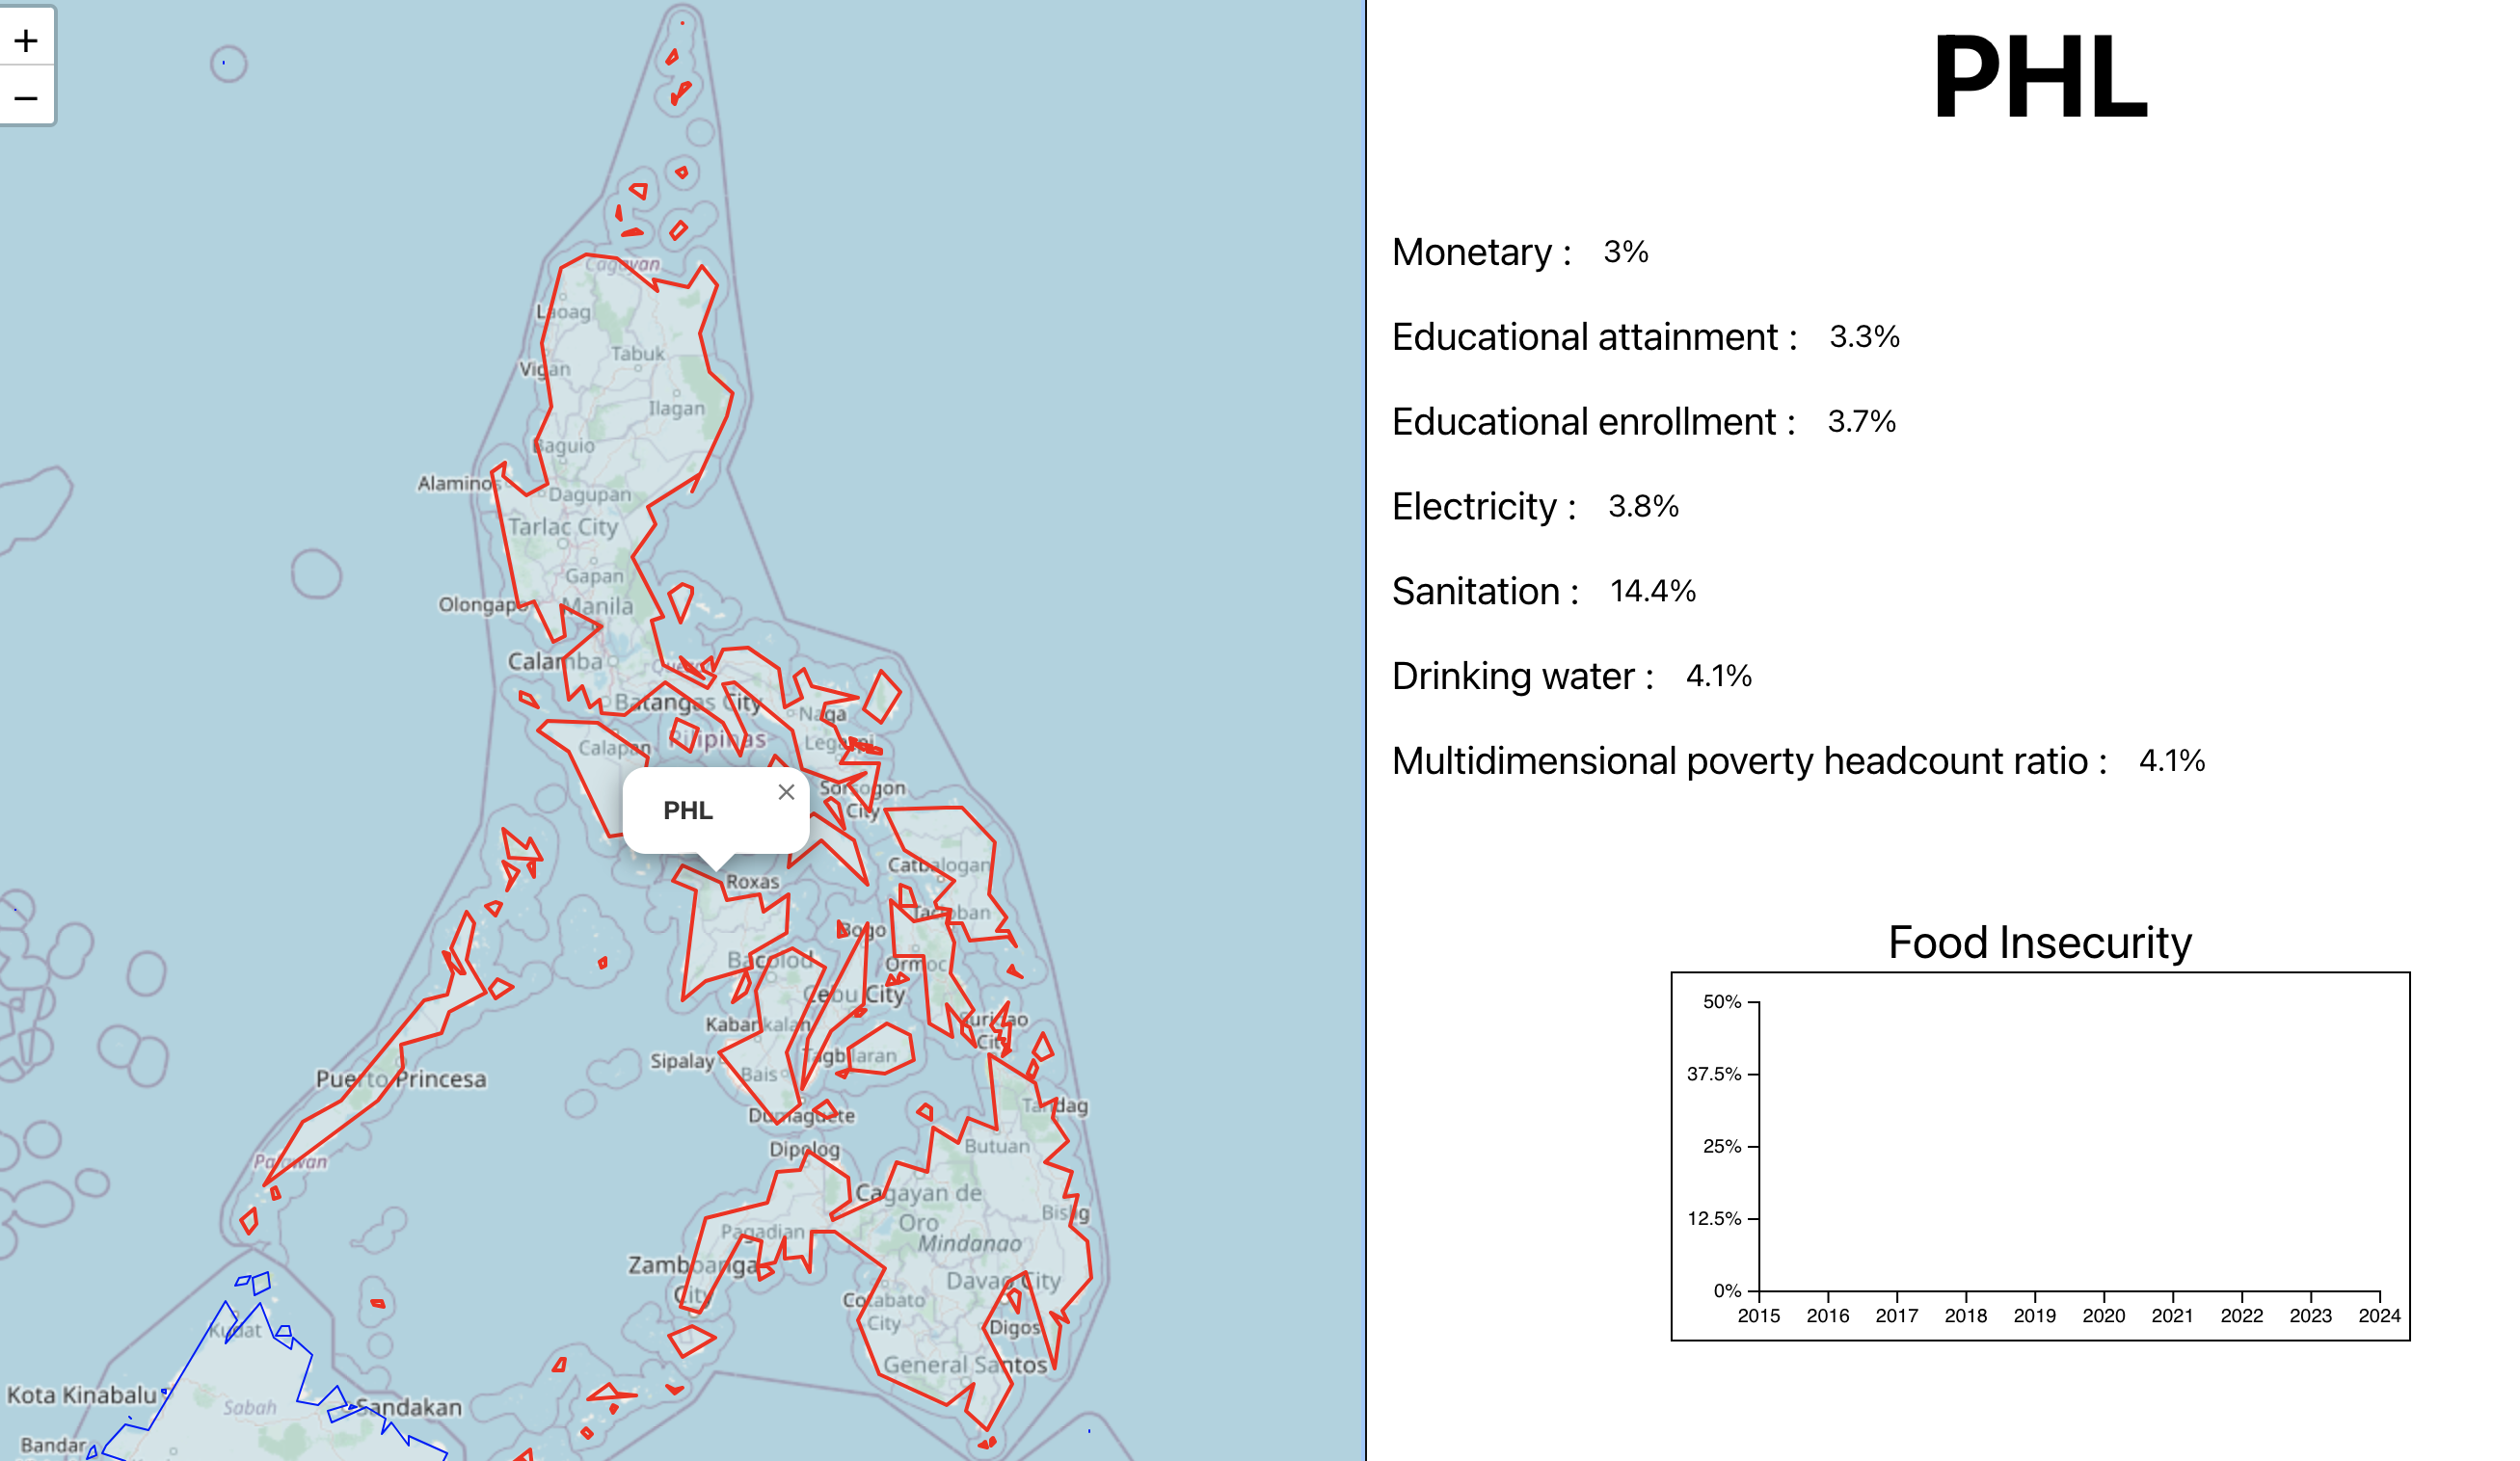 +
−
Cagayan
Laoag
Tabuk
Vigan
Ilagan
Baguio
Alaminos
Dagupan
Tarlac City
Gapan
Olongapo
Manila
Calamba
Quezon
Batangas City
Naga
Pilipinas
Legazpi
Calapan
Sorsogon
City
PHL
×
Catbalogan
Roxas
Tacloban
Bogo
Bacolod
Ormoc
Cebu City
Kabankalan
Surigao
City
Sipalay
Tagbilaran
Bais
Puerto Princesa
Tandag
Dumaguete
Butuan
Dipolog
Palawan
Cagayan de
Oro
Bislig
Pagadian
Mindanao
Zamboanga
City
Davao City
Cotabato
City
Digos
Kudat
General Santos
Kota Kinabalu
Sabah
Sandakan
Bandar
PHL
Monetary : 3%
Educational attainment : 3.3%
Educational enrollment : 3.7%
Electricity : 3.8%
Sanitation : 14.4%
Drinking water : 4.1%
Multidimensional poverty headcount ratio : 4.1%
Food Insecurity
50%
37.5%
25%
12.5%
0%
2015 2016 2017 2018 2019 2020 2021 2022 2023 2024